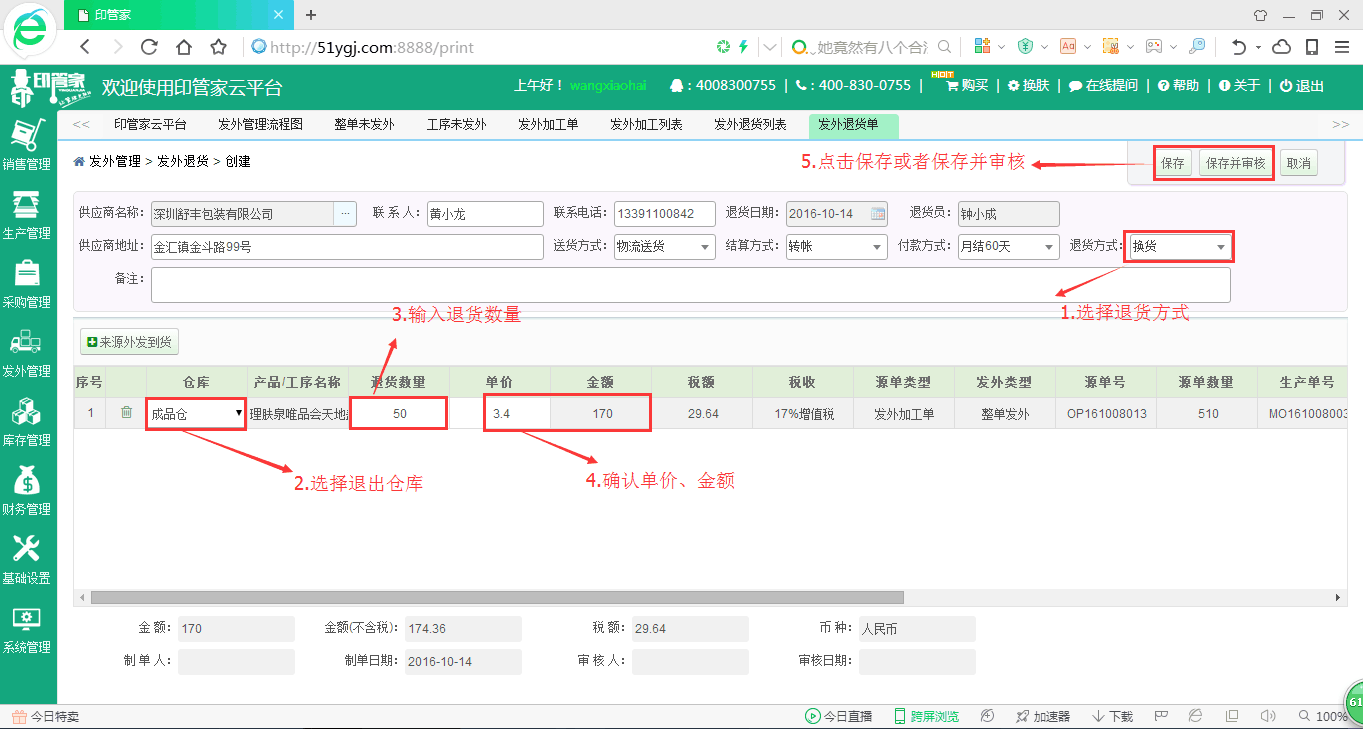 印管家
http://51ygj.com:8888/print
她竟然有八个合
印管家
欢迎使用印管家云平台
上午好！ wangxiaohai
: 4008300755 | : 400-830-0755 | HIOIT 购买 | 换肤 | 在线提问 | 帮助 | 关于 | 退出
<< 印管家云平台 发外管理流程图 整单未发外 工序未发外 发外加工单 发外加工列表 发外退货列表 发外退货单 >>
销售管理
生产管理
采购管理
发外管理
库存管理
财务管理
基础设置
系统管理
发外管理 > 发外退货 > 创建
5.点击保存或者保存并审核
保存 保存并审核 取消
供应商名称: 深圳舒丰包装有限公司 ... 联 系 人: 黄小龙 联系电话: 13391100842 退货日期: 2016-10-14 退货员: 钟小成
供应商地址: 金汇镇金斗路99号 送货方式: 物流送货 结算方式: 转帐 付款方式: 月结60天 退货方式: 换货
备注:
1.选择退货方式
3.输入退货数量
来源外发到货
序号 仓库 产品/工序名称 退货数量 单价 金额 税额 税收 源单类型 发外类型 源单号 源单数量 生产单号
1 成品仓 理肤泉唯品会天地 50 3.4 170 29.64 17%增值税 发外加工单 整单发外 OP161008013 510 MO161008003
2.选择退出仓库
4.确认单价、金额
金 额: 170 金额(不含税): 174.36 税 额: 29.64 币 种: 人民币
制 单 人: 制单日期: 2016-10-14 审 核 人: 审核日期:
今日特卖 今日直播 跨屏浏览 加速器 下载 100%
61